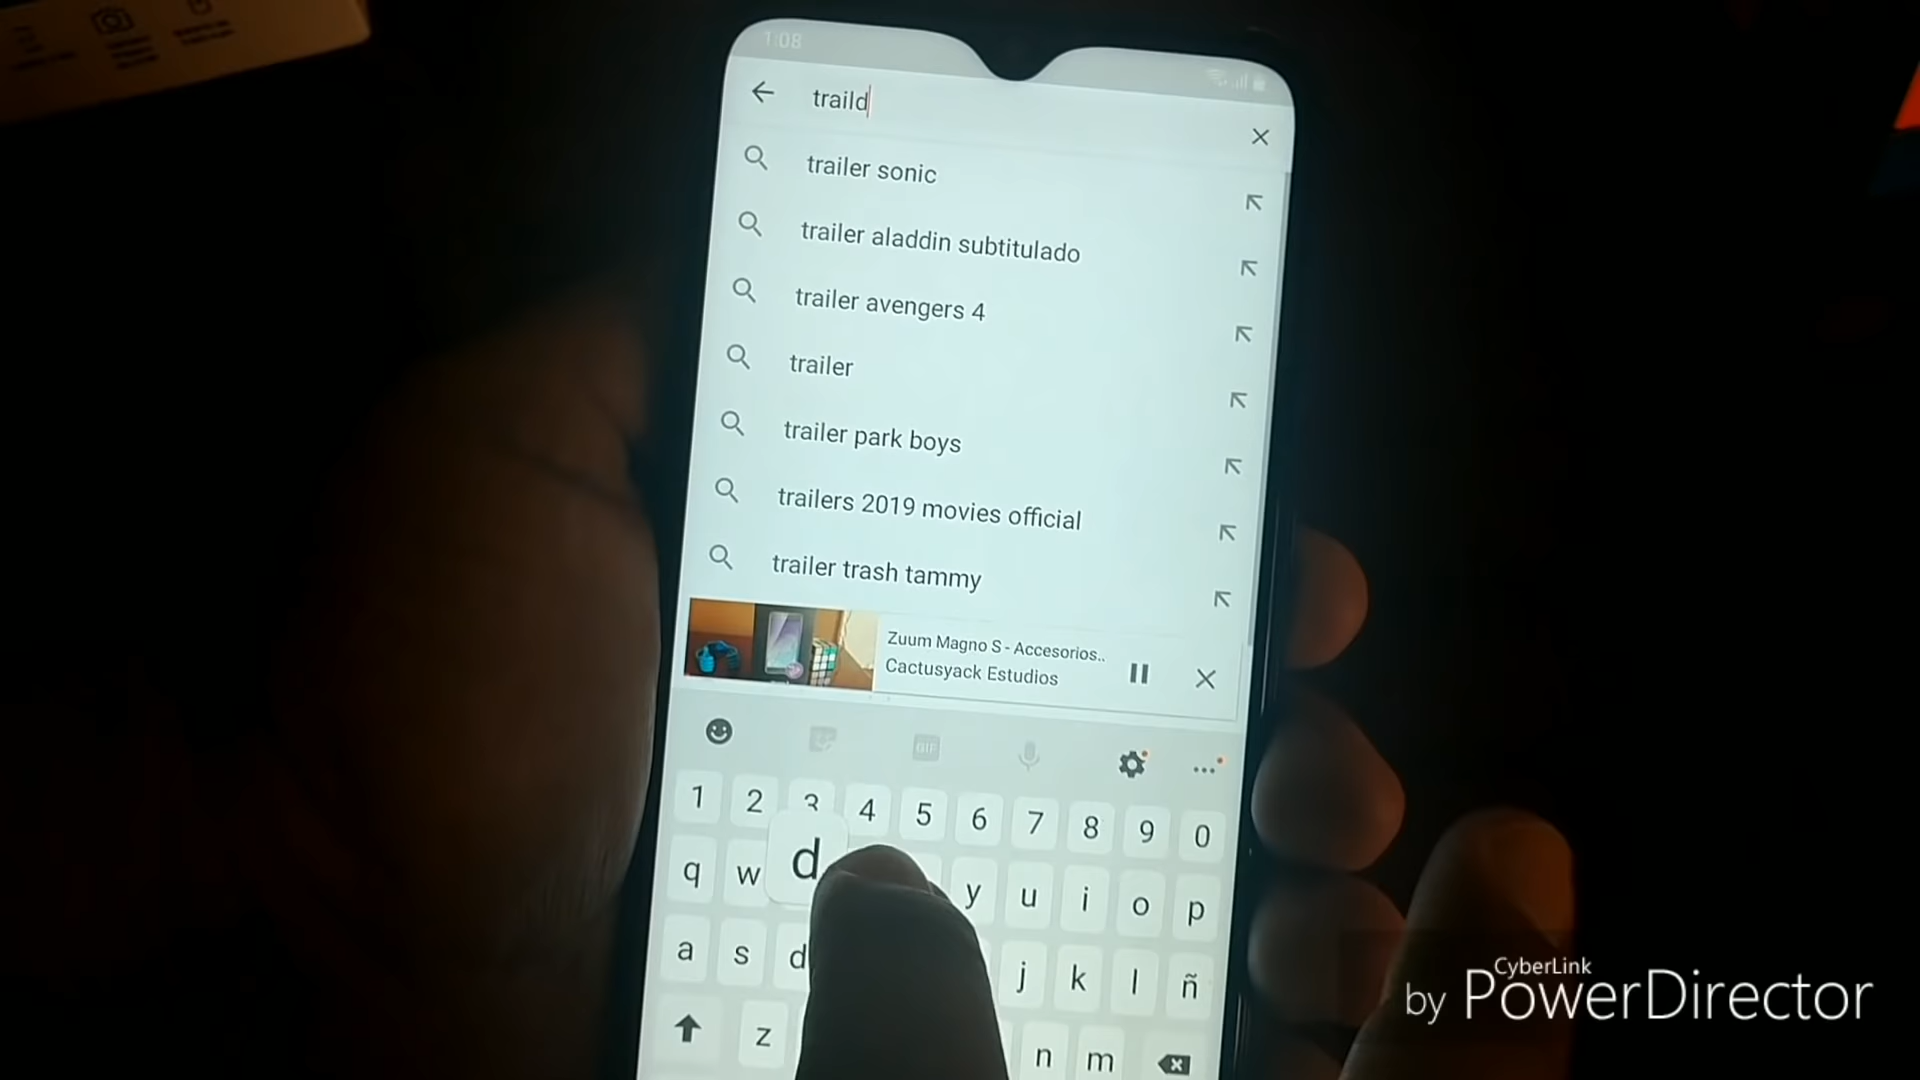 1:08
traild
trailer sonic
trailer aladdin subtitulado
trailer avengers 4
trailer
trailer park boys
trailers 2019 movies official
trailer trash tammy
Zuum Magno S - Accesorios..
Cactusyack Estudios
GIF
1 2 3 4 5 6 7 8 9 0
d
q w y u i o p
a s d j k l ñ
z n m
CyberLink
by PowerDirector